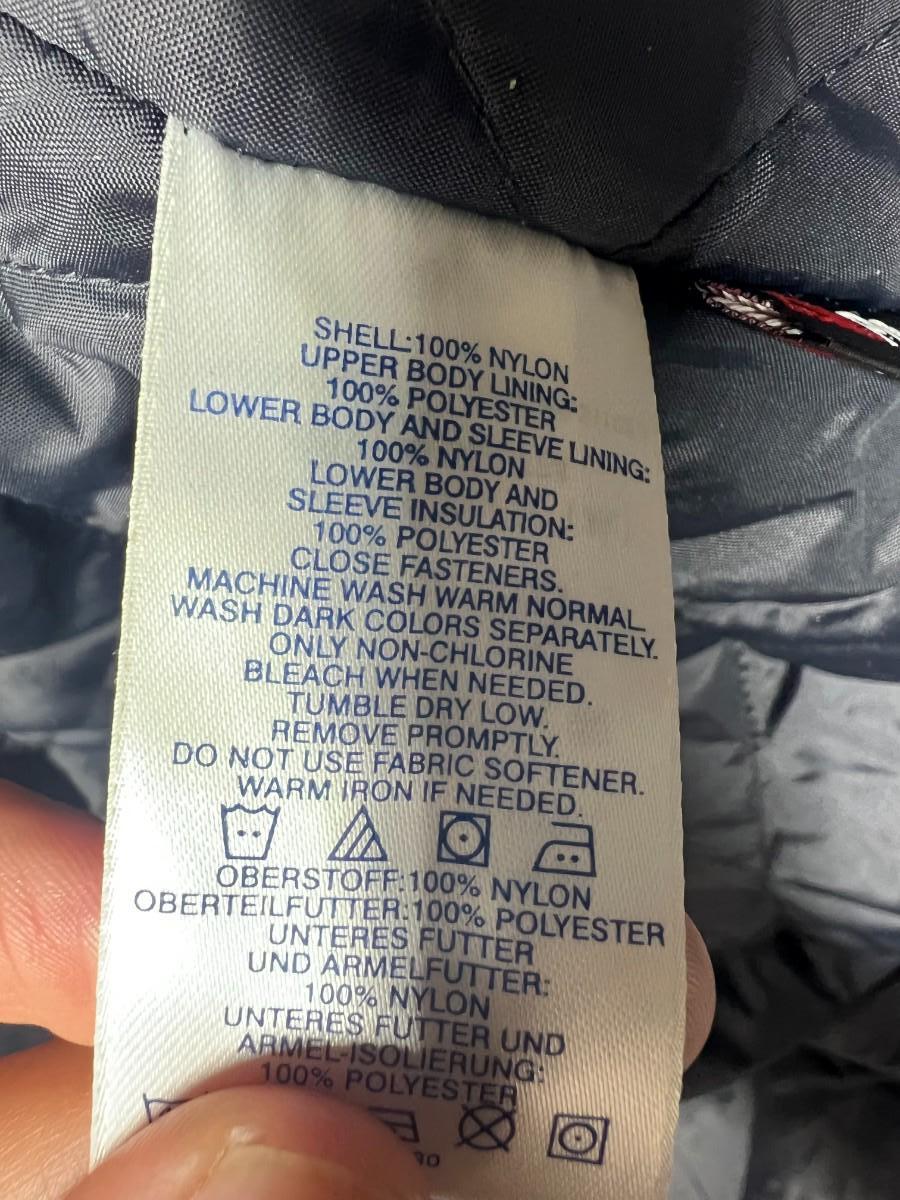 SHELL:100% NYLON
UPPER BODY LINING:
100% POLYESTER
LOWER BODY AND SLEEVE LINING:
100% NYLON
LOWER BODY AND
SLEEVE INSULATION:
100% POLYESTER
CLOSE FASTENERS.
MACHINE WASH WARM NORMAL
WASH DARK COLORS SEPARATELY.
ONLY NON-CHLORINE
BLEACH WHEN NEEDED.
TUMBLE DRY LOW.
REMOVE PROMPTLY.
DO NOT USE FABRIC SOFTENER.
WARM IRON IF NEEDED.
OBERSTOFF:100% NYLON
OBERTEILFUTTER:100% POLYESTER
UNTERES FUTTER
UND ARMELFUTTER:
100% NYLON
UNTERES FUTTER UND
ARMEL-ISOLIERUNG:
100% POLYESTER